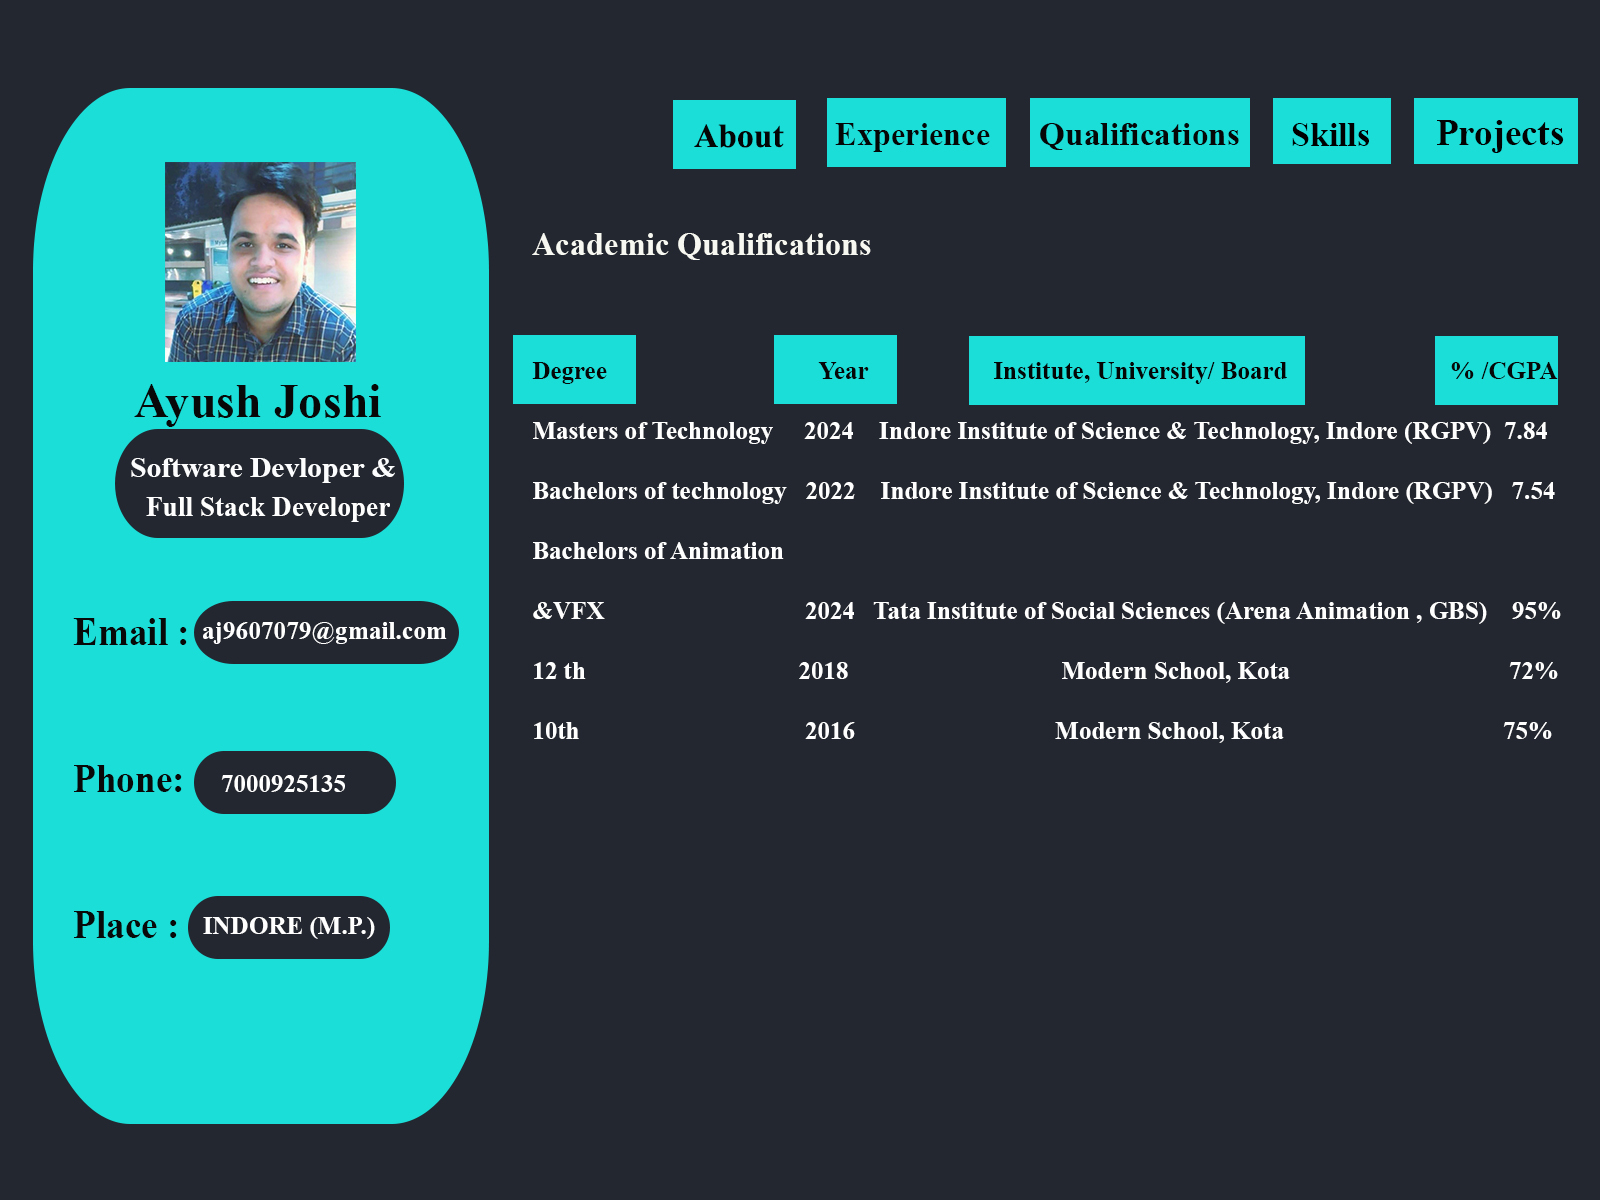 About Experience Qualifications Skills Projects
Ayush Joshi
Software Devloper &
Full Stack Developer
Email : aj9607079@gmail.com
Phone: 7000925135
Place : INDORE (M.P.)
Academic Qualifications
Degree Year Institute, University/ Board % /CGPA
Masters of Technology 2024 Indore Institute of Science & Technology, Indore (RGPV) 7.84
Bachelors of technology 2022 Indore Institute of Science & Technology, Indore (RGPV) 7.54
Bachelors of Animation
&VFX 2024 Tata Institute of Social Sciences (Arena Animation , GBS) 95%
12 th 2018 Modern School, Kota 72%
10th 2016 Modern School, Kota 75%